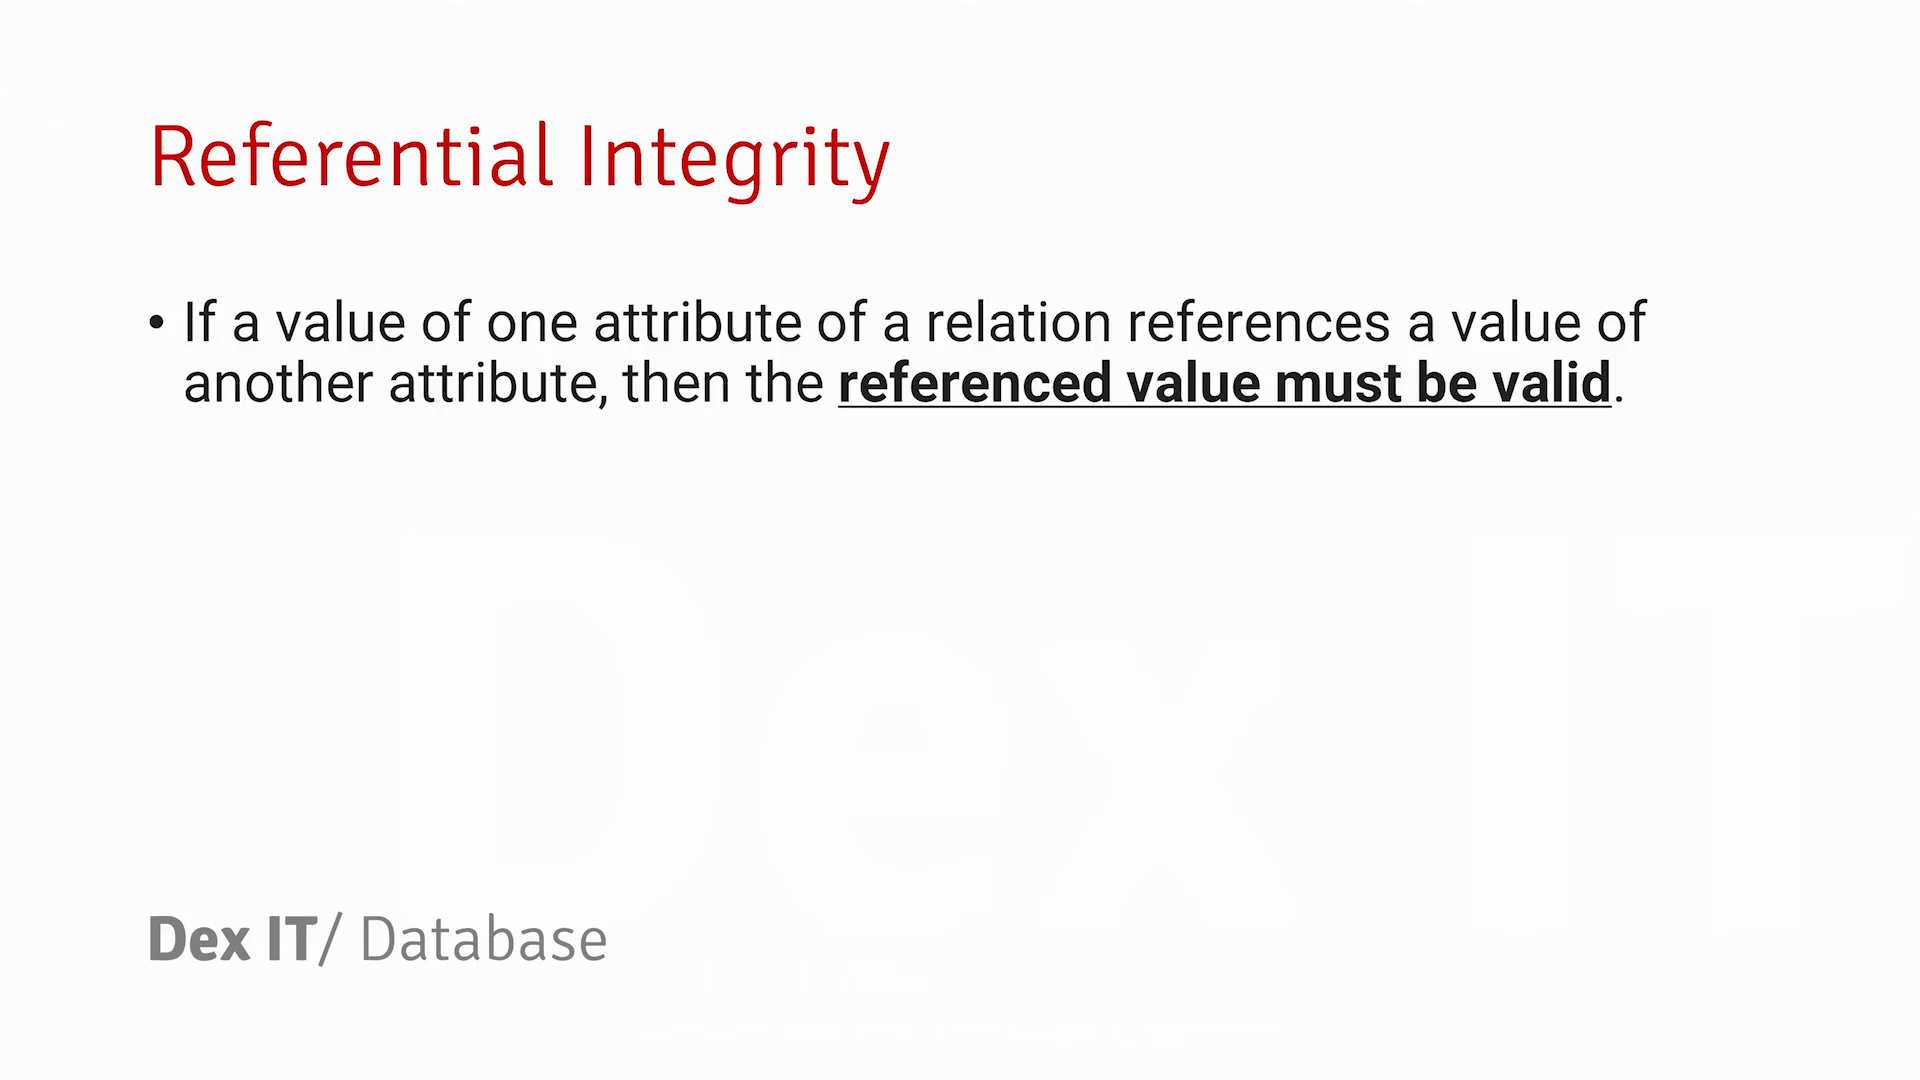 Referential Integrity
• If a value of one attribute of a relation references a value of
another attribute, then the referenced value must be valid.
Dex IT/ Database